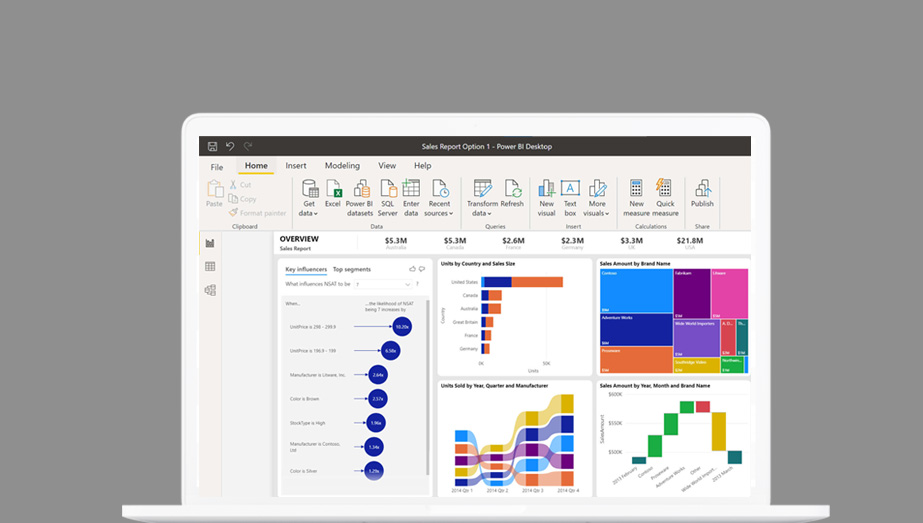 Sales Report Option 1 - Power BI Desktop
File Home Insert Modeling View Help
Paste
Cut
Copy
Format painter
Clipboard
Get data
Excel
Power BI datasets
SQL Server
Enter data
Recent sources
Data
Transform data
Refresh
Queries
New visual
Text box
More visuals
Insert
New measure
Quick measure
Calculations
Publish
Share
OVERVIEW
Sales Report
$5.3M
Australia
$5.3M
Canada
$2.6M
France
$2.3M
Germany
$3.3M
UK
$21.8M
USA
Key influencers Top segments
What influences NSAT to be 7 ?
When...
...the likelihood of NSAT
being 7 increases by
UnitPrice is 298 - 299.9 10.20x
UnitPrice is 196.9 - 199 6.58x
Manufacturer is Litware, Inc. 2.64x
Color is Brown 2.57x
StockType is High 1.96x
Manufacturer is Contoso,
Ltd
1.34x
Color is Silver 1.29x
Units by Country and Sales Size
Country
United States
Canada
Australia
Great Britain
France
Germany
0K 50K
Units
Sales Amount by Brand Name
Contoso
Fabrikam
Litware
Adventure Works
Wide World Importers
A. D...
Th...
Proseware
Southridge Video
Northwin...
Units Sold by Year, Quarter and Manufacturer
2014 Qtr 1 2014 Qtr 2 2014 Qtr 3 2014 Qtr 4
Sales Amount by Year, Month and Brand Name
SalesAmount
$600K
$550K
$500K
2013 February
Contoso
Proseware
Adventure Works
Other
Wide World Import...
2013 March